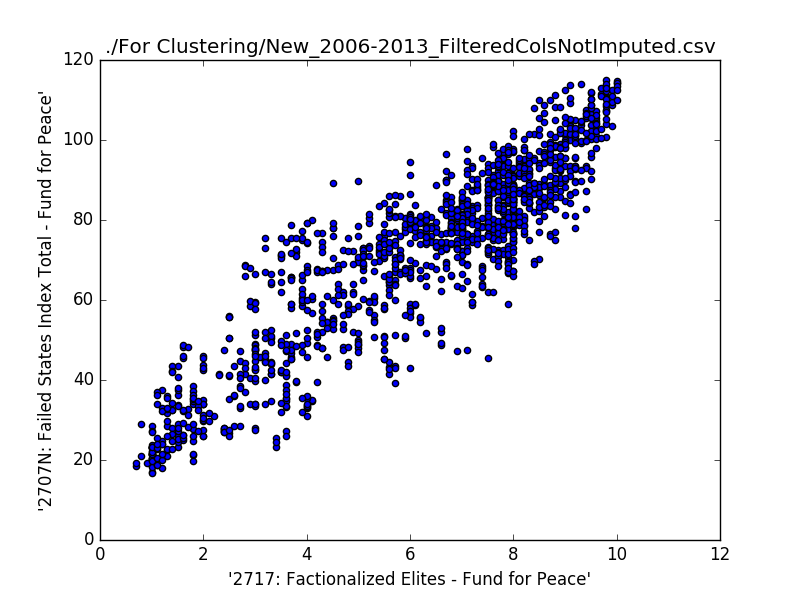 ./For Clustering/New_2006-2013_FilteredColsNotImputed.csv
120
100
80
60
40
20
0
'2707N: Failed States Index Total - Fund for Peace'
0 2 4 6 8 10 12
'2717: Factionalized Elites - Fund for Peace'